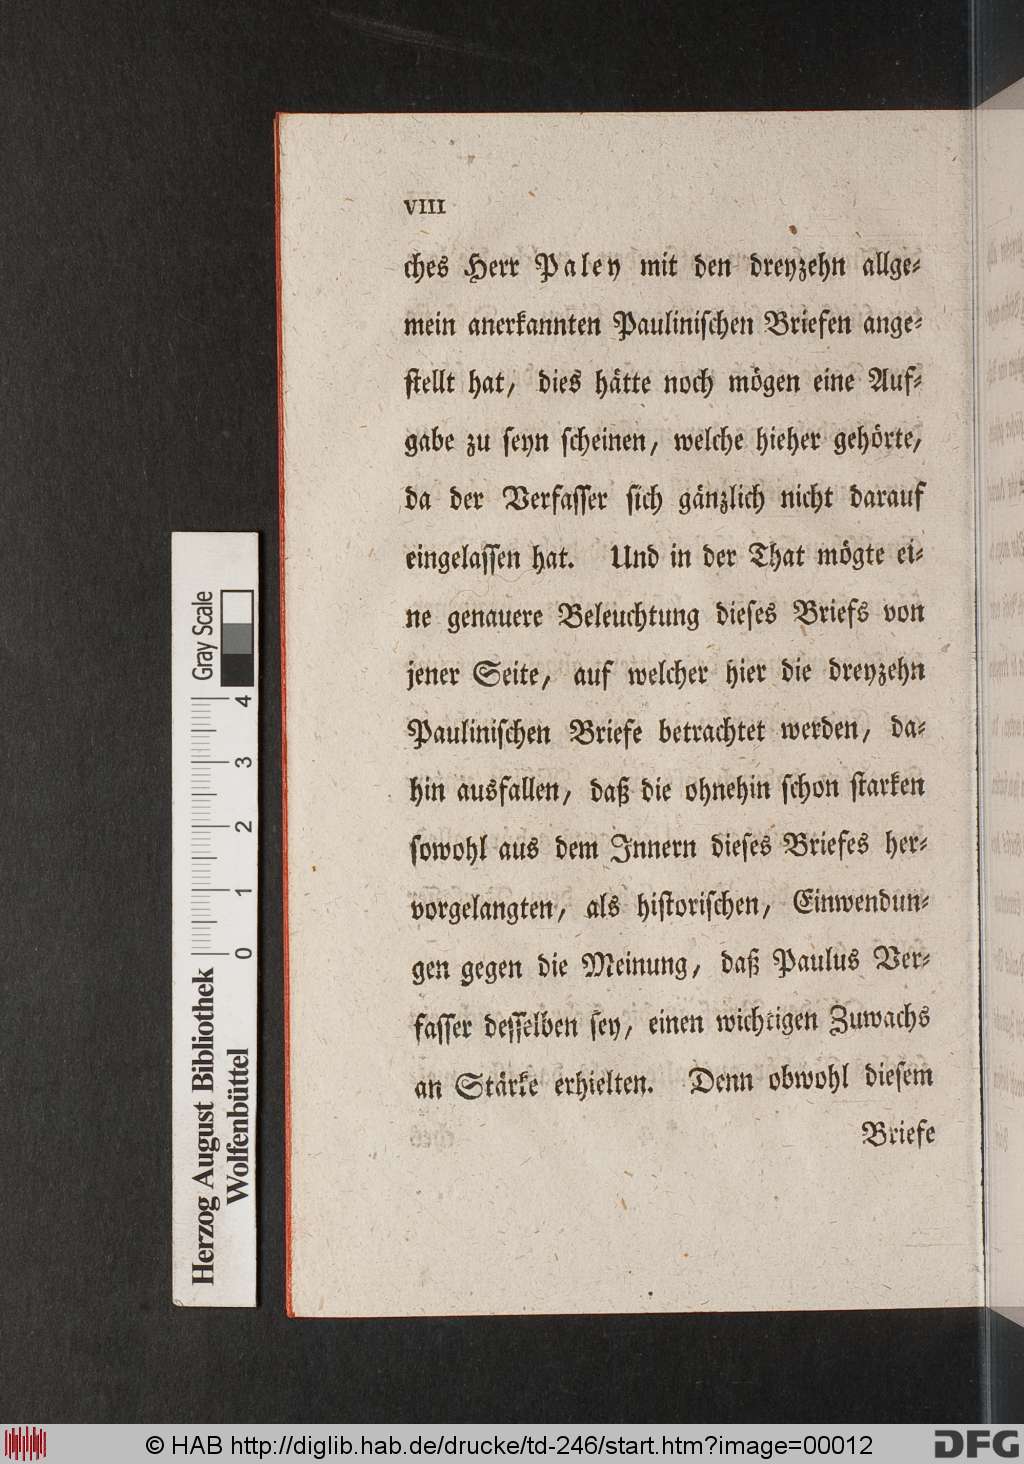 VIII
ches Herr Paley mit den dreyzehn allge-
mein anerkannten Paulinischen Briefen ange-
stellt hat, dies hätte noch mögen eine Auf-
gabe zu seyn scheinen, welche hieher gehörte,
da der Verfasser sich gänzlich nicht darauf
eingelassen hat. Und in der That mögte ei-
ne genauere Beleuchtung dieses Briefs von
jener Seite, auf welcher hier die dreyzehn
Paulinischen Briefe betrachtet werden, da-
hin ausfallen, daß die ohnehin schon starken
sowohl aus dem Innern dieses Briefes her-
vorgelangten, als historischen, Einwendun-
gen gegen die Meinung, daß Paulus Ver-
fasser desselben sey, einen wichtigen Zuwachs
an Stärke erhielten. Denn obwohl diesem
Briefe
Herzog August Bibliothek
Wolfenbüttel
0 1 2 3 4
Gray Scale
© HAB http://diglib.hab.de/drucke/td-246/start.htm?image=00012
DFG